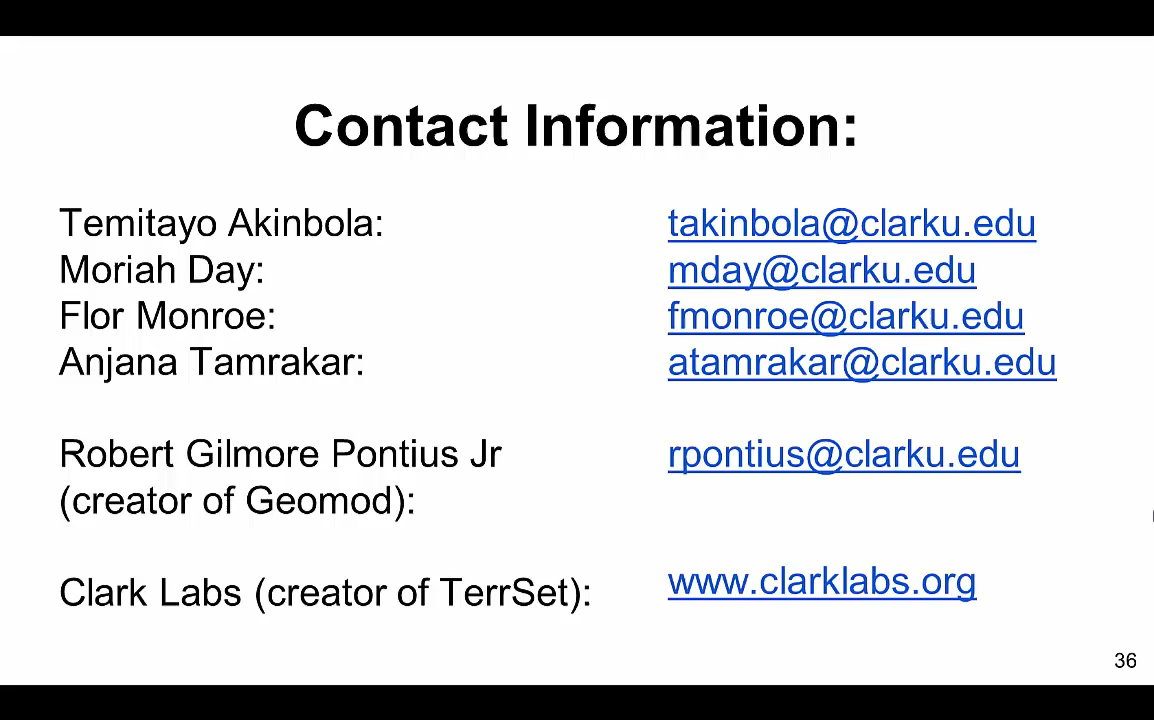 Contact Information:
Temitayo Akinbola: takinbola@clarku.edu
Moriah Day: mday@clarku.edu
Flor Monroe: fmonroe@clarku.edu
Anjana Tamrakar: atamrakar@clarku.edu
Robert Gilmore Pontius Jr rpontius@clarku.edu
(creator of Geomod):
Clark Labs (creator of TerrSet): www.clarklabs.org
36